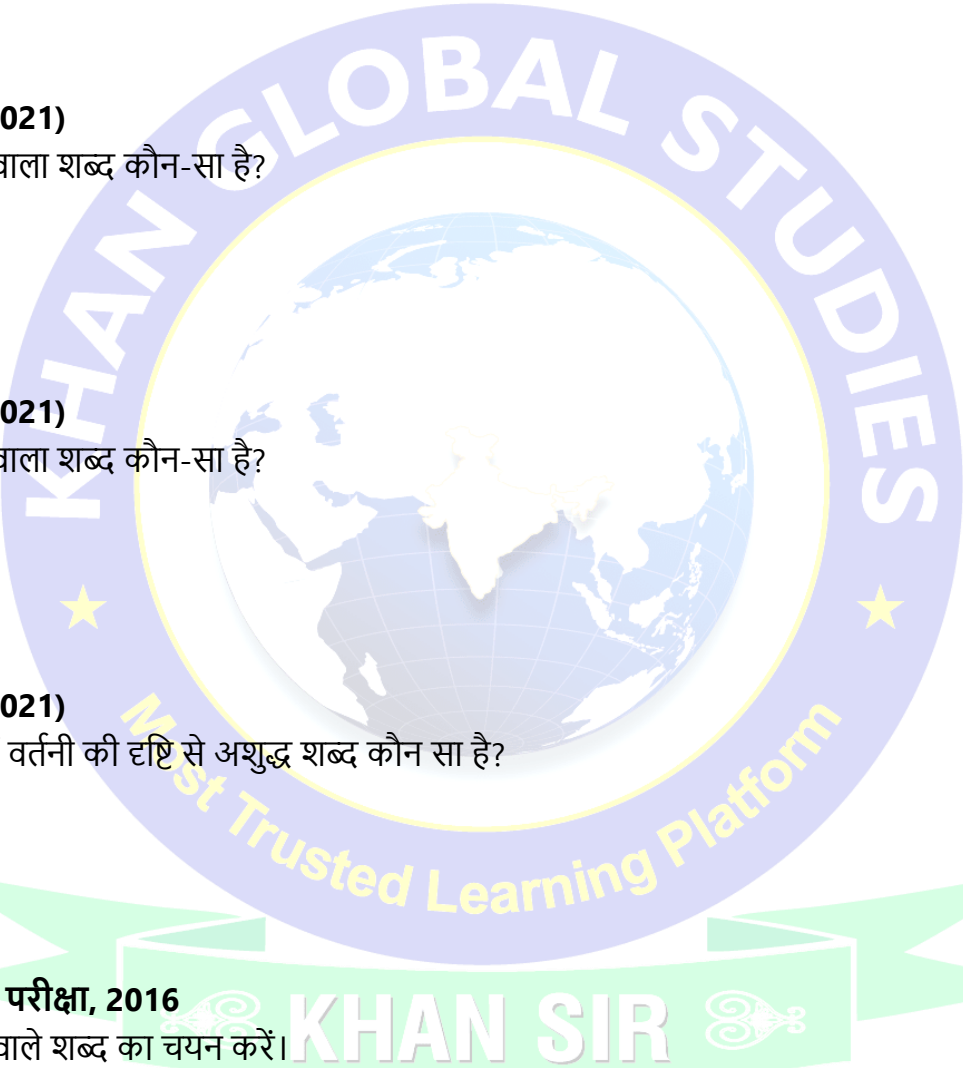 021)
वाला शब्द कौन-सा है?
021)
वाला शब्द कौन-सा है?
021)
वर्तनी की दृष्टि से अशुद्ध शब्द कौन सा है?
परीक्षा, 2016
वाले शब्द का चयन करें।
KHAN GLOBAL STUDIES
Most Trusted Learning Platform
KHAN SIR